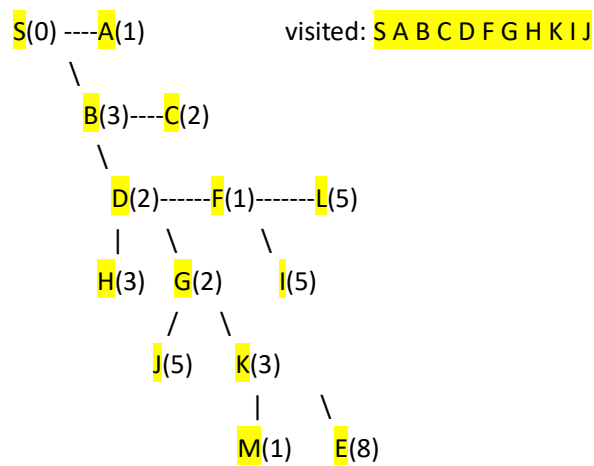 S(0) ----A(1) visited: S A B C D F G H K I J
\
B(3)----C(2)
\
D(2)------F(1)-------L(5)
| \ \
H(3) G(2) I(5)
/ \
J(5) K(3)
| \
M(1) E(8)